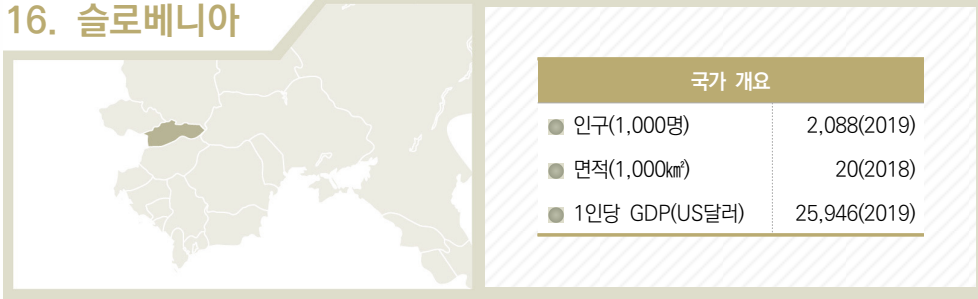 16. 슬로베니아
국가 개요
인구(1,000명) 2,088(2019)
면적(1,000㎢) 20(2018)
1인당 GDP(US달러) 25,946(2019)